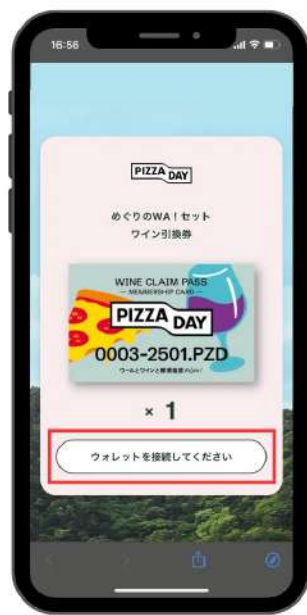 16:56
PIZZA DAY
めぐりのWA！セット
ワイン引換券
WINE CLAIM PASS
— MEMBERSHIP CARD —
PIZZA DAY
0003-2501.PZD
× 1
ウォレットを接続してください